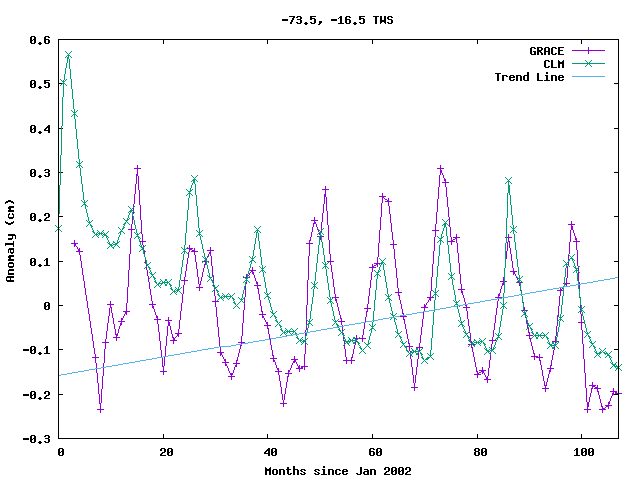 -73.5, -16.5 TWS
GRACE
CLM
Trend Line
0.6
0.5
0.4
0.3
0.2
0.1
0
-0.1
-0.2
-0.3
Anomaly (cm)
0 20 40 60 80 100
Months since Jan 2002